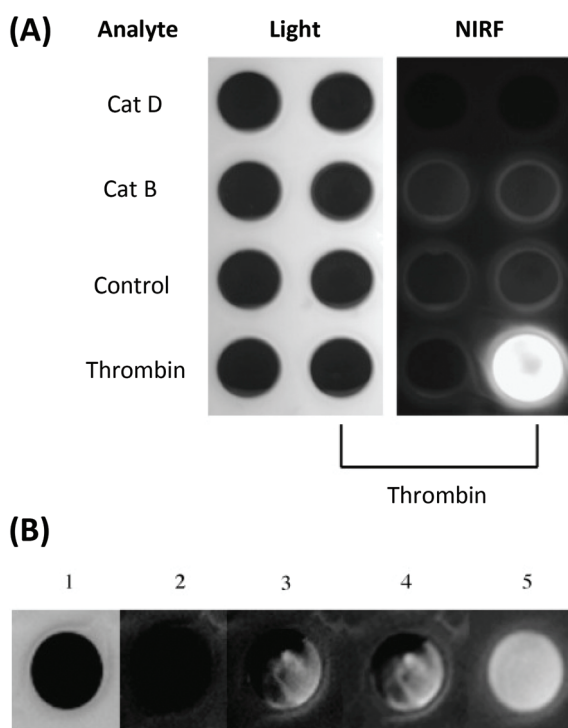 (A) Analyte Light NIRF
Cat D
Cat B
Control
Thrombin
Thrombin
(B)
1 2 3 4 5